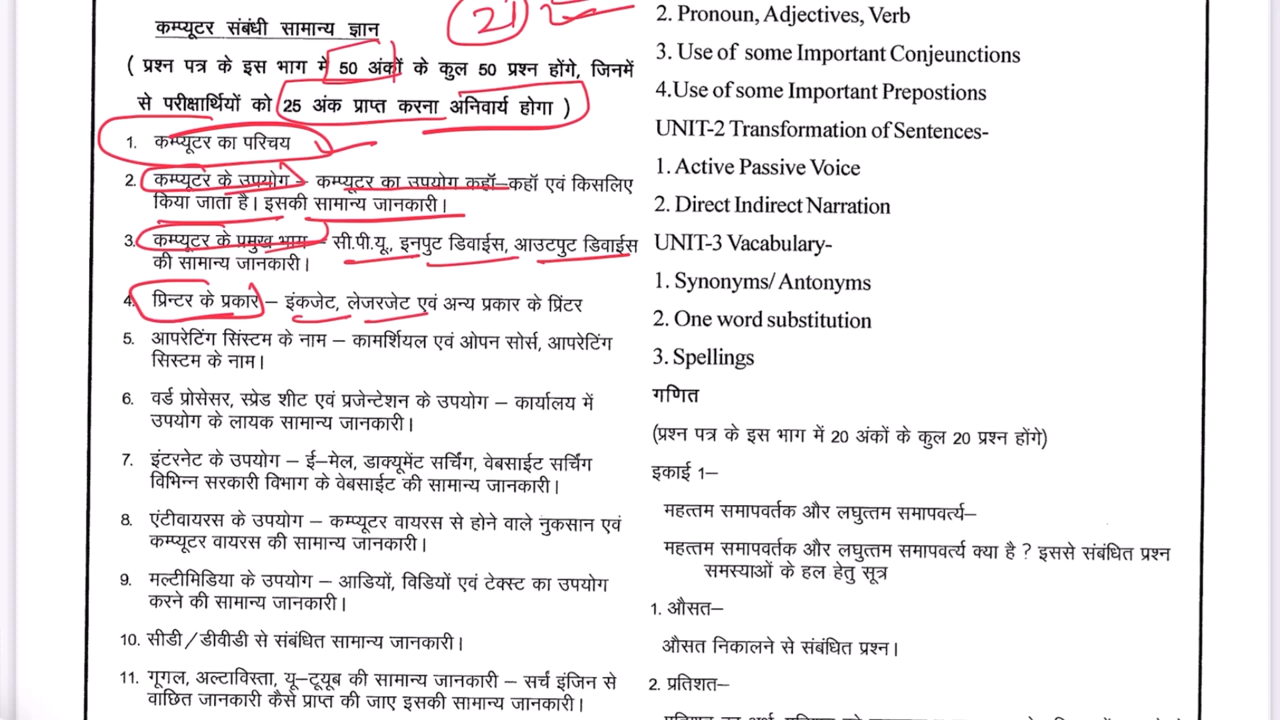 कम्प्यूटर संबंधी सामान्य ज्ञान
( प्रश्न पत्र के इस भाग में 50 अंकों के कुल 50 प्रश्न होंगे, जिनमें
से परीक्षार्थियों को 25 अंक प्राप्त करना अनिवार्य होगा )
1. कम्प्यूटर का परिचय
2. कम्प्यूटर के उपयोग – कम्प्यूटर का उपयोग कहॉ–कहॉ एवं किसलिए
किया जाता है। इसकी सामान्य जानकारी।
3. कम्प्यूटर के प्रमुख भाग – सी.पी.यू., इनपुट डिवाईस, आउटपुट डिवाईस
की सामान्य जानकारी।
4. प्रिन्टर के प्रकार – इंकजेट, लेजरजेट एवं अन्य प्रकार के प्रिंटर
5. आपरेटिंग सिंस्टम के नाम – कामर्शियल एवं ओपन सोर्स, आपरेटिंग
सिस्टम के नाम।
6. वर्ड प्रोसेसर, स्प्रेड शीट एवं प्रजेन्टेशन के उपयोग – कार्यालय में
उपयोग के लायक सामान्य जानकारी।
7. इंटरनेट के उपयोग – ई–मेल, डाक्यूमेंट सर्चिंग, वेबसाईट सर्चिंग
विभिन्न सरकारी विभाग के वेबसाईट की सामान्य जानकारी।
8. एंटीवायरस के उपयोग – कम्प्यूटर वायरस से होने वाले नुकसान एवं
कम्प्यूटर वायरस की सामान्य जानकारी।
9. मल्टीमिडिया के उपयोग – आडियों, विडियों एवं टेक्स्ट का उपयोग
करने की सामान्य जानकारी।
10. सीडी/डीवीडी से संबंधित सामान्य जानकारी।
11. गूगल, अल्टाविस्ता, यू–टूयूब की सामान्य जानकारी – सर्च इंजिन से
वाछित जानकारी कैसे प्राप्त की जाए इसकी सामान्य जानकारी।
2. Pronoun, Adjectives, Verb
3. Use of some Important Conjeunctions
4.Use of some Important Prepostions
UNIT-2 Transformation of Sentences-
1. Active Passive Voice
2. Direct Indirect Narration
UNIT-3 Vacabulary-
1. Synonyms/ Antonyms
2. One word substitution
3. Spellings
गणित
(प्रश्न पत्र के इस भाग में 20 अंकों के कुल 20 प्रश्न होंगे)
इकाई 1–
महत्तम समापवर्तक और लघुत्तम समापवर्त्य–
महत्तम समापवर्तक और लघुत्तम समापवर्त्य क्या है ? इससे संबंधित प्रश्न
समस्याओं के हल हेतु सूत्र
1. औसत–
औसत निकालने से संबंधित प्रश्न।
2. प्रतिशत–